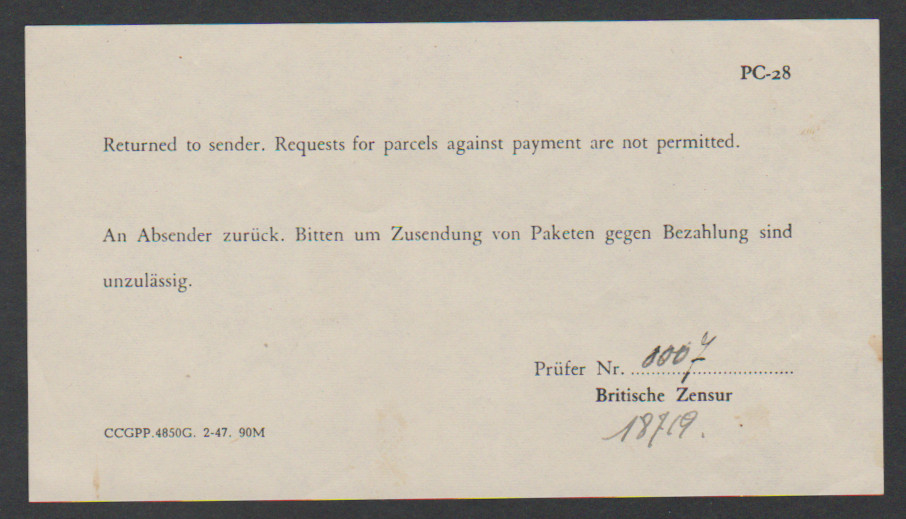 PC-28
Returned to sender. Requests for parcels against payment are not permitted.
An Absender zurück. Bitten um Zusendung von Paketen gegen Bezahlung sind
unzulässig.
Prüfer Nr. 0007
Britische Zensur
CCGPP.4850G. 2-47. 90M